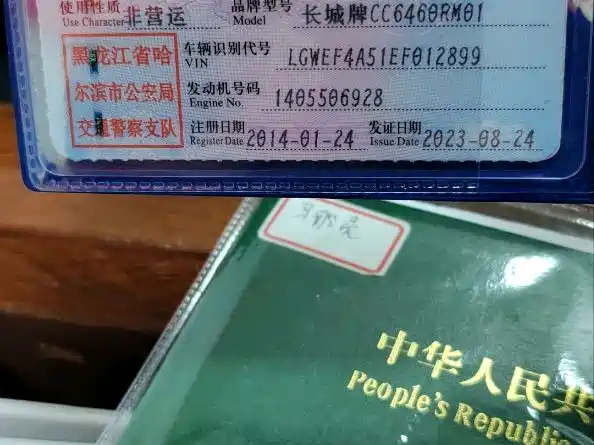 使用性质 非营运 品牌型号 长城牌CC6460RM01
Use Character Model
黑龙江省哈 车辆识别代号 LGWEF4A51EF012899
VIN
尔滨市公安局 发动机号码 1405506928
Engine No.
交通警察支队 注册日期 2014-01-24 发证日期 2023-08-24
Register Date Issue Date
中华人民共
People's Republic